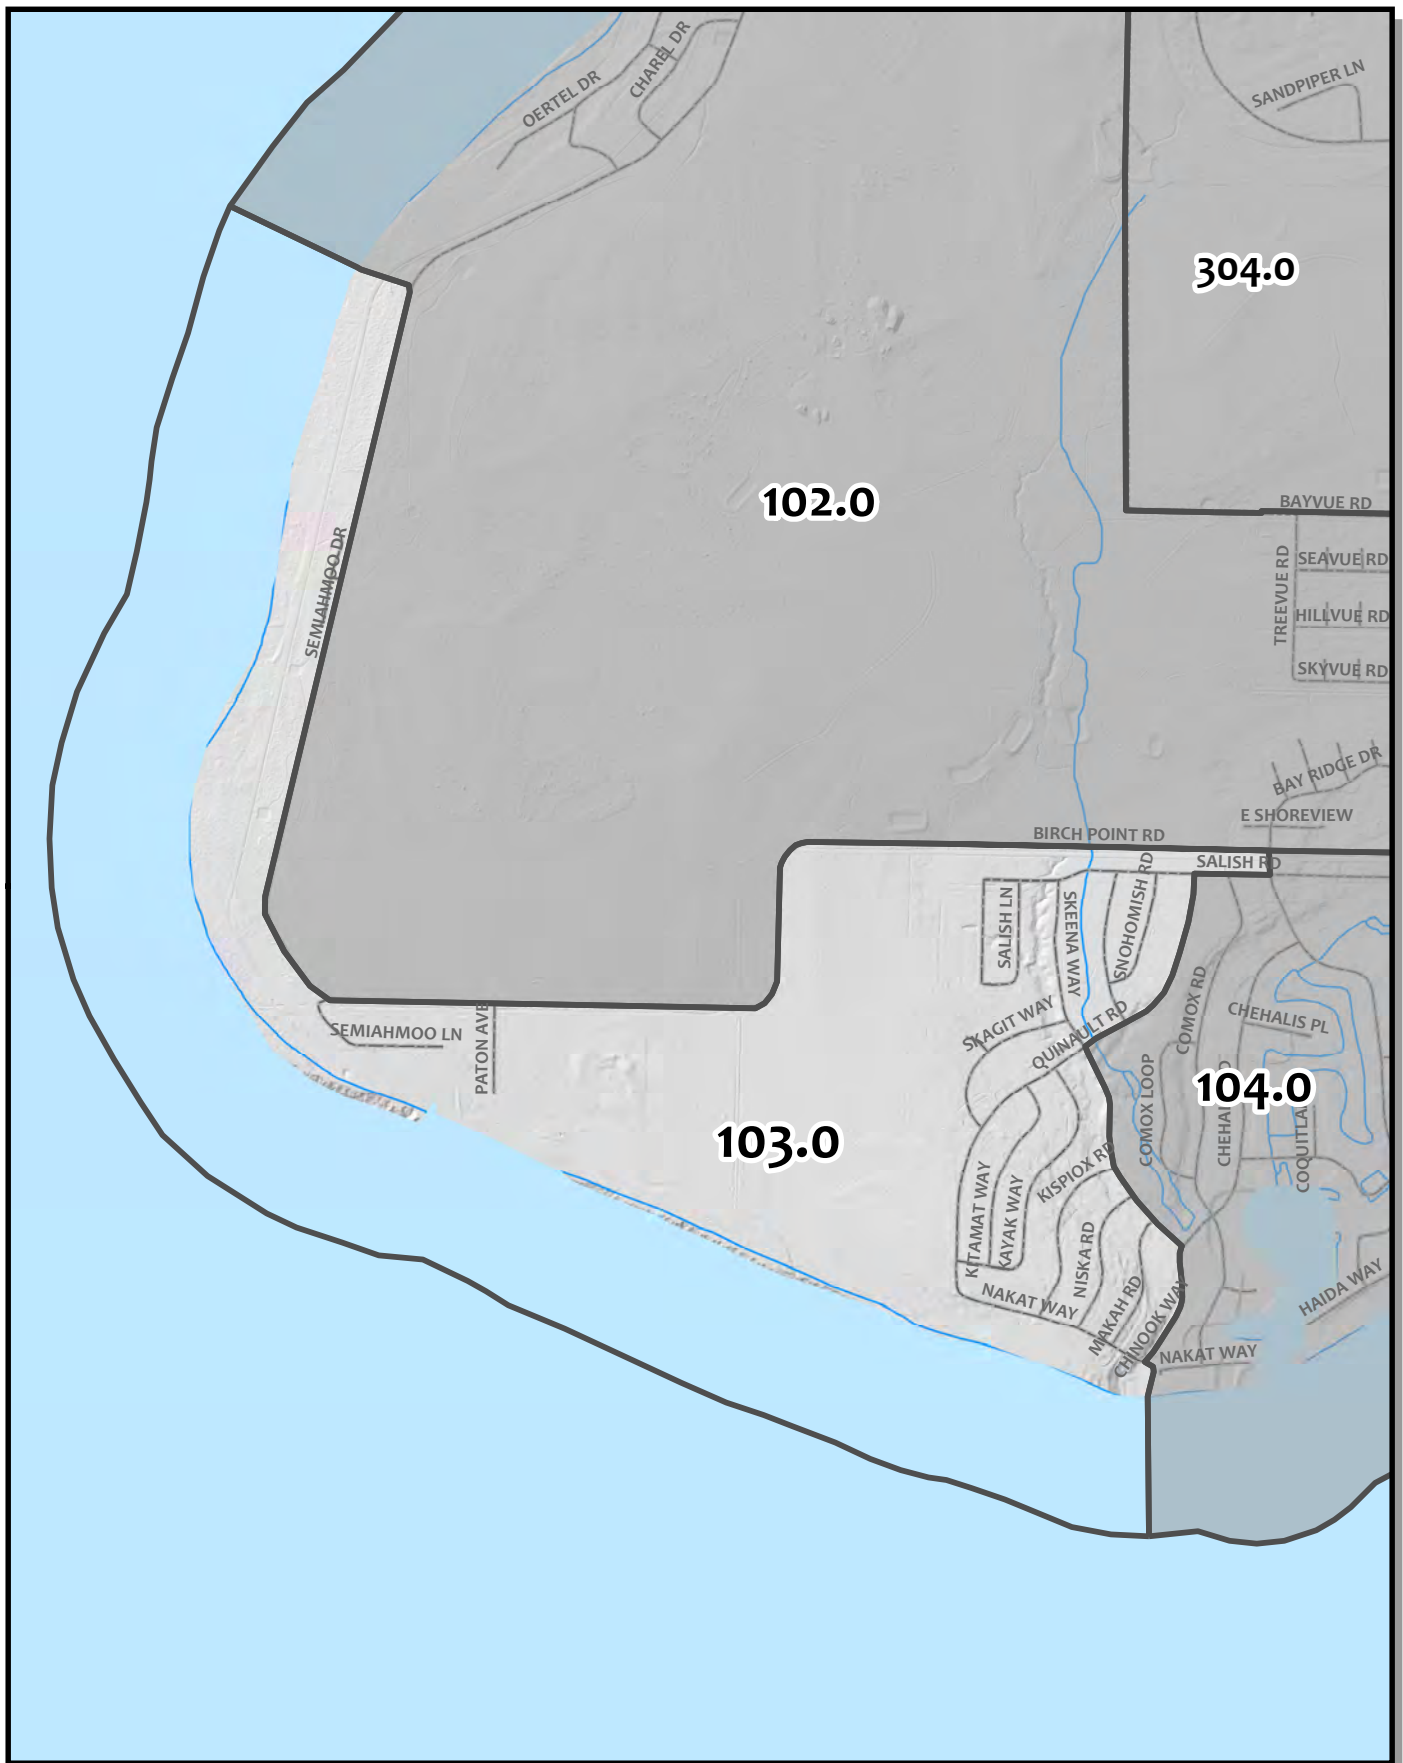 CHAREL DR
OERTEL DR
SANDPIPER LN
304.0
102.0
BAYVUE RD
SEMIAHMOO DR
TREEVUE RD
SEAVUE RD
HILLVUE RD
SKYVUE RD
BAY RIDGE DR
E SHOREVIEW
BIRCH POINT RD
SALISH RD
SALISH LN
SKEENA WAY
SNOHOMISH RD
COMOX RD
SKAGIT WAY
QUINAULT RD
CHEHALIS PL
SEMIAHMOO LN
PATON AVE
103.0
104.0
COMOX LOOP
KISPIOX RD
KITAMAT WAY
KAYAK WAY
NISKA RD
NAKAT WAY
MAKAH RD
CHINOOK WAY
HAIDA WAY
NAKAT WAY